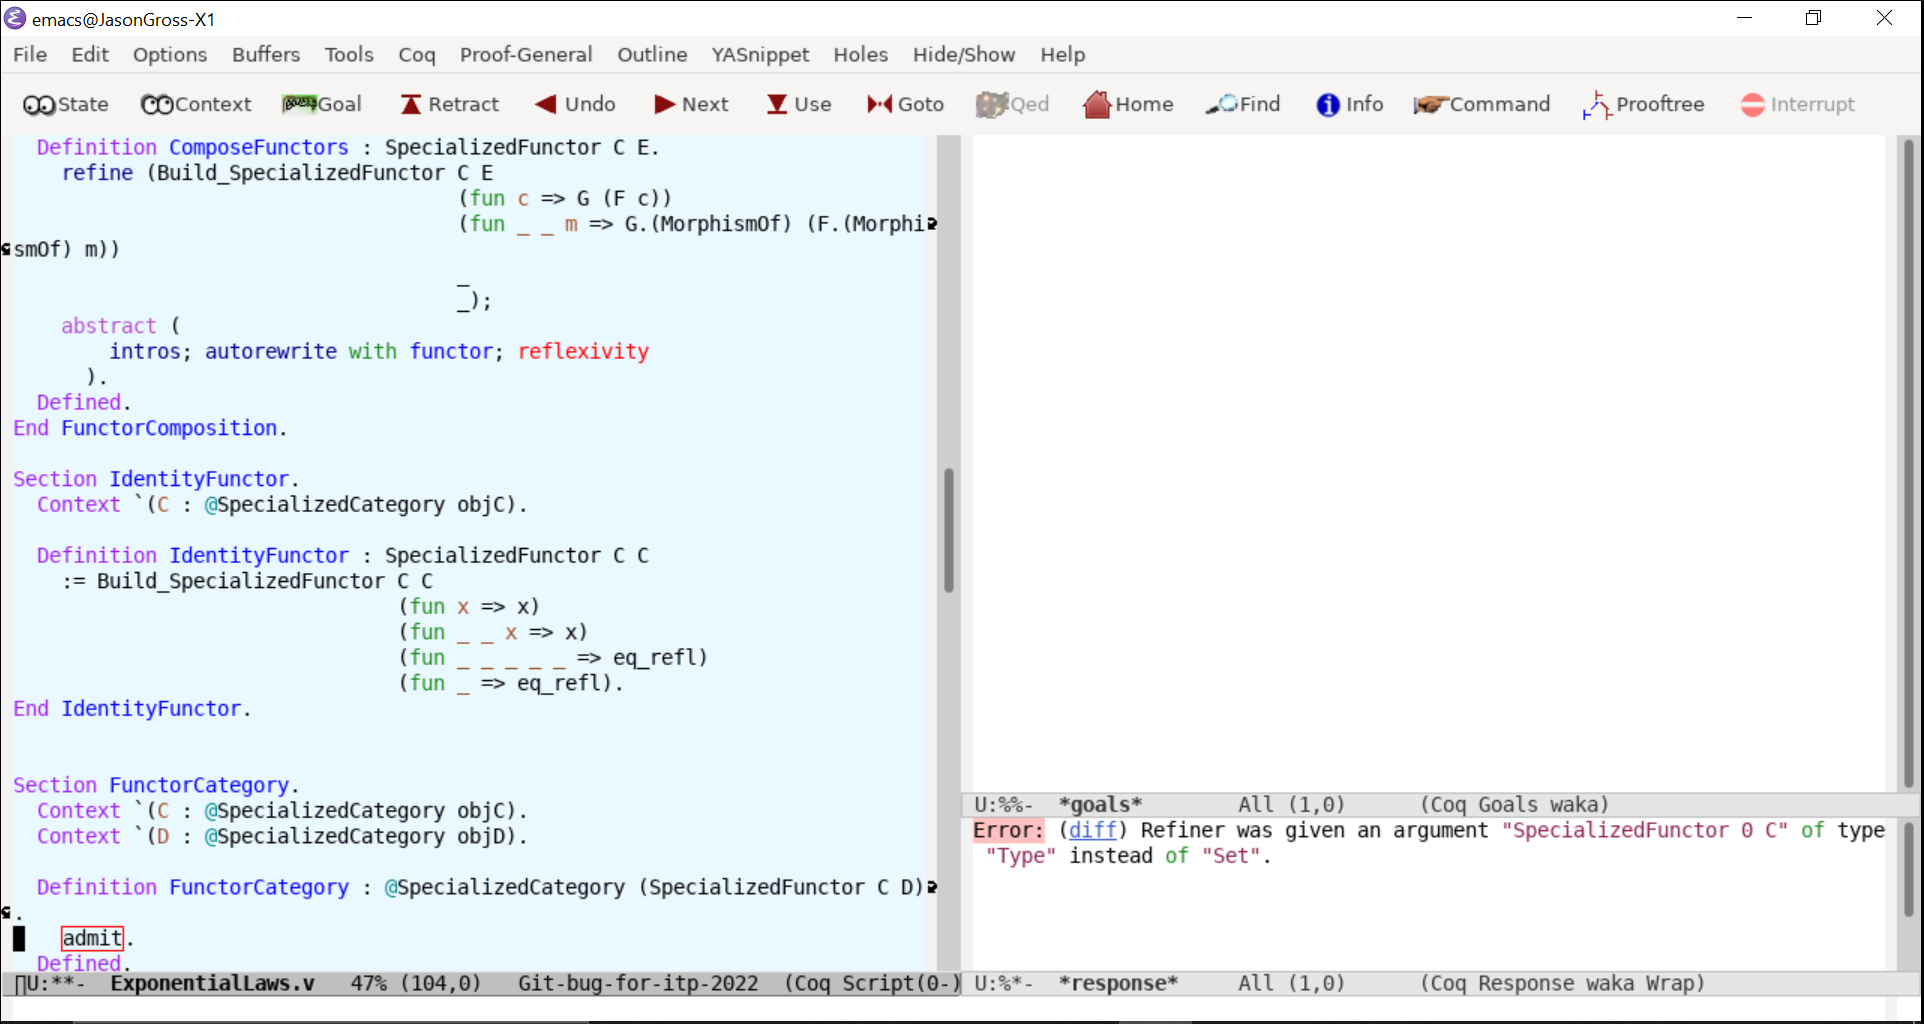 emacs@JasonGross-X1
File Edit Options Buffers Tools Coq Proof-General Outline YASnippet Holes Hide/Show Help
State Context Goal Retract Undo Next Use Goto Qed Home Find Info Command Prooftree Interrupt
Definition ComposeFunctors : SpecializedFunctor C E.
refine (Build_SpecializedFunctor C E
(fun c => G (F c))
(fun _ _ m => G.(MorphismOf) (F.(Morphi
smOf) m))
_
_);
abstract (
intros; autorewrite with functor; reflexivity
).
Defined.
End FunctorComposition.
Section IdentityFunctor.
Context `(C : @SpecializedCategory objC).
Definition IdentityFunctor : SpecializedFunctor C C
:= Build_SpecializedFunctor C C
(fun x => x)
(fun _ _ x => x)
(fun _ _ _ _ _ => eq_refl)
(fun _ => eq_refl).
End IdentityFunctor.
Section FunctorCategory.
Context `(C : @SpecializedCategory objC).
Context `(D : @SpecializedCategory objD).
Definition FunctorCategory : @SpecializedCategory (SpecializedFunctor C D)
.
admit.
Defined.
U:**- ExponentialLaws.v 47% (104,0) Git-bug-for-itp-2022 (Coq Script(0-)
U:%%- *goals* All (1,0) (Coq Goals waka)
Error: (diff) Refiner was given an argument "SpecializedFunctor 0 C" of type
"Type" instead of "Set".
U:%*- *response* All (1,0) (Coq Response waka Wrap)